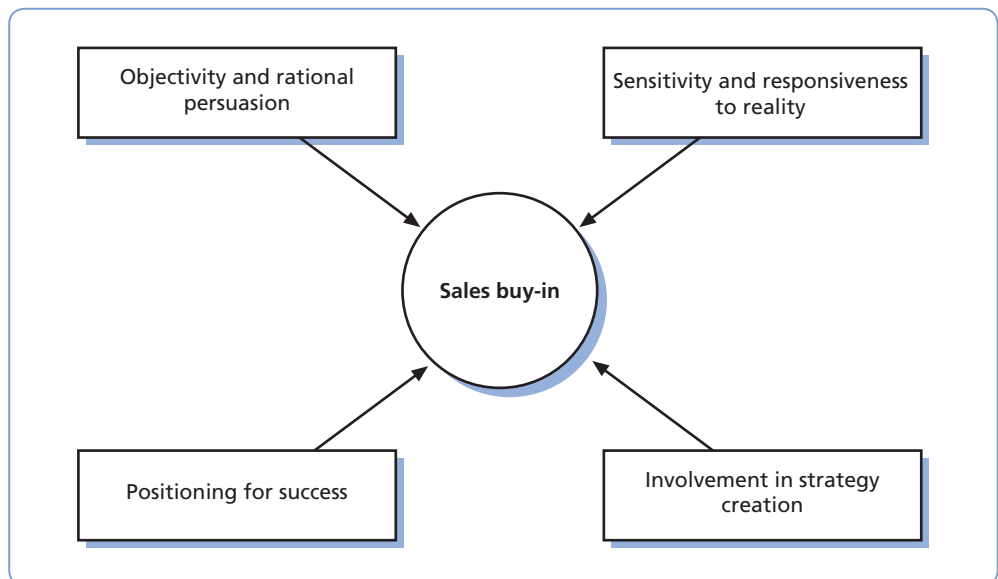 Objectivity and rational
persuasion
Sensitivity and responsiveness
to reality
Sales buy-in
Positioning for success
Involvement in strategy
creation